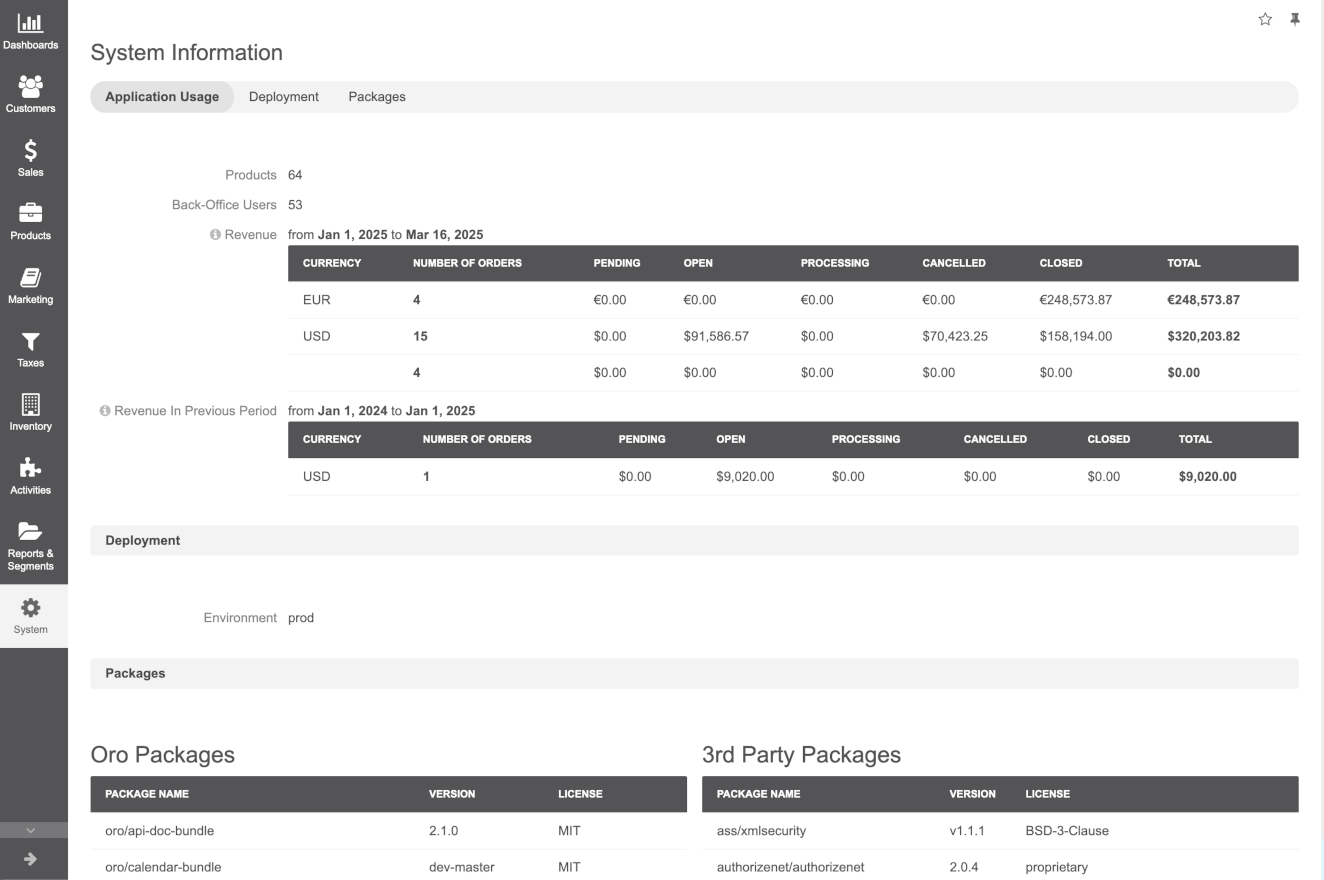 Dashboards
Customers
Sales
Products
Marketing
Taxes
Inventory
Activities
Reports &
Segments
System
System Information
Application Usage Deployment Packages
Products 64
Back-Office Users 53
Revenue from Jan 1, 2025 to Mar 16, 2025
CURRENCY NUMBER OF ORDERS PENDING OPEN PROCESSING CANCELLED CLOSED TOTAL
EUR 4 €0.00 €0.00 €0.00 €0.00 €248,573.87 €248,573.87
USD 15 $0.00 $91,586.57 $0.00 $70,423.25 $158,194.00 $320,203.82
4 $0.00 $0.00 $0.00 $0.00 $0.00 $0.00
Revenue In Previous Period from Jan 1, 2024 to Jan 1, 2025
CURRENCY NUMBER OF ORDERS PENDING OPEN PROCESSING CANCELLED CLOSED TOTAL
USD 1 $0.00 $9,020.00 $0.00 $0.00 $0.00 $9,020.00
Deployment
Environment prod
Packages
Oro Packages
PACKAGE NAME VERSION LICENSE
oro/api-doc-bundle 2.1.0 MIT
oro/calendar-bundle dev-master MIT
3rd Party Packages
PACKAGE NAME VERSION LICENSE
ass/xmlsecurity v1.1.1 BSD-3-Clause
authorizenet/authorizenet 2.0.4 proprietary